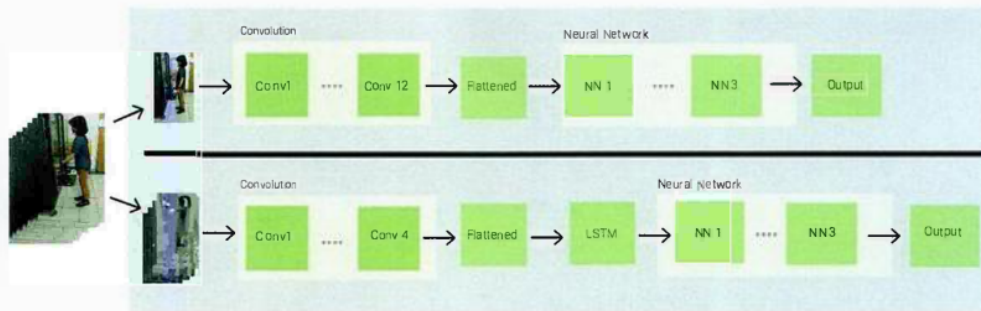 Convolution
Neural Network
Conv1 .... Conv 12 Flattened NN 1 .... NN3 Output
Convolution
Neural Network
Conv1 .... Conv 4 Flattened LSTM NN 1 .... NN3 Output